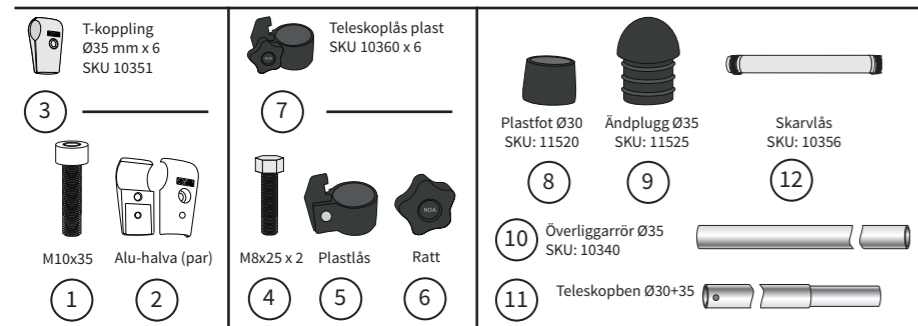 T-koppling
Ø35 mm x 6
SKU 10351
3
M10x35
Alu-halva (par)
1
2
Teleskoplås plast
SKU 10360 x 6
7
M8x25 x 2
Plastlås
Ratt
4
5
6
Plastfot Ø30
SKU: 11520
8
Ändplugg Ø35
SKU: 11525
9
Skarvlås
SKU: 10356
12
10
Överliggarrör Ø35
SKU: 10340
11
Teleskopben Ø30+35